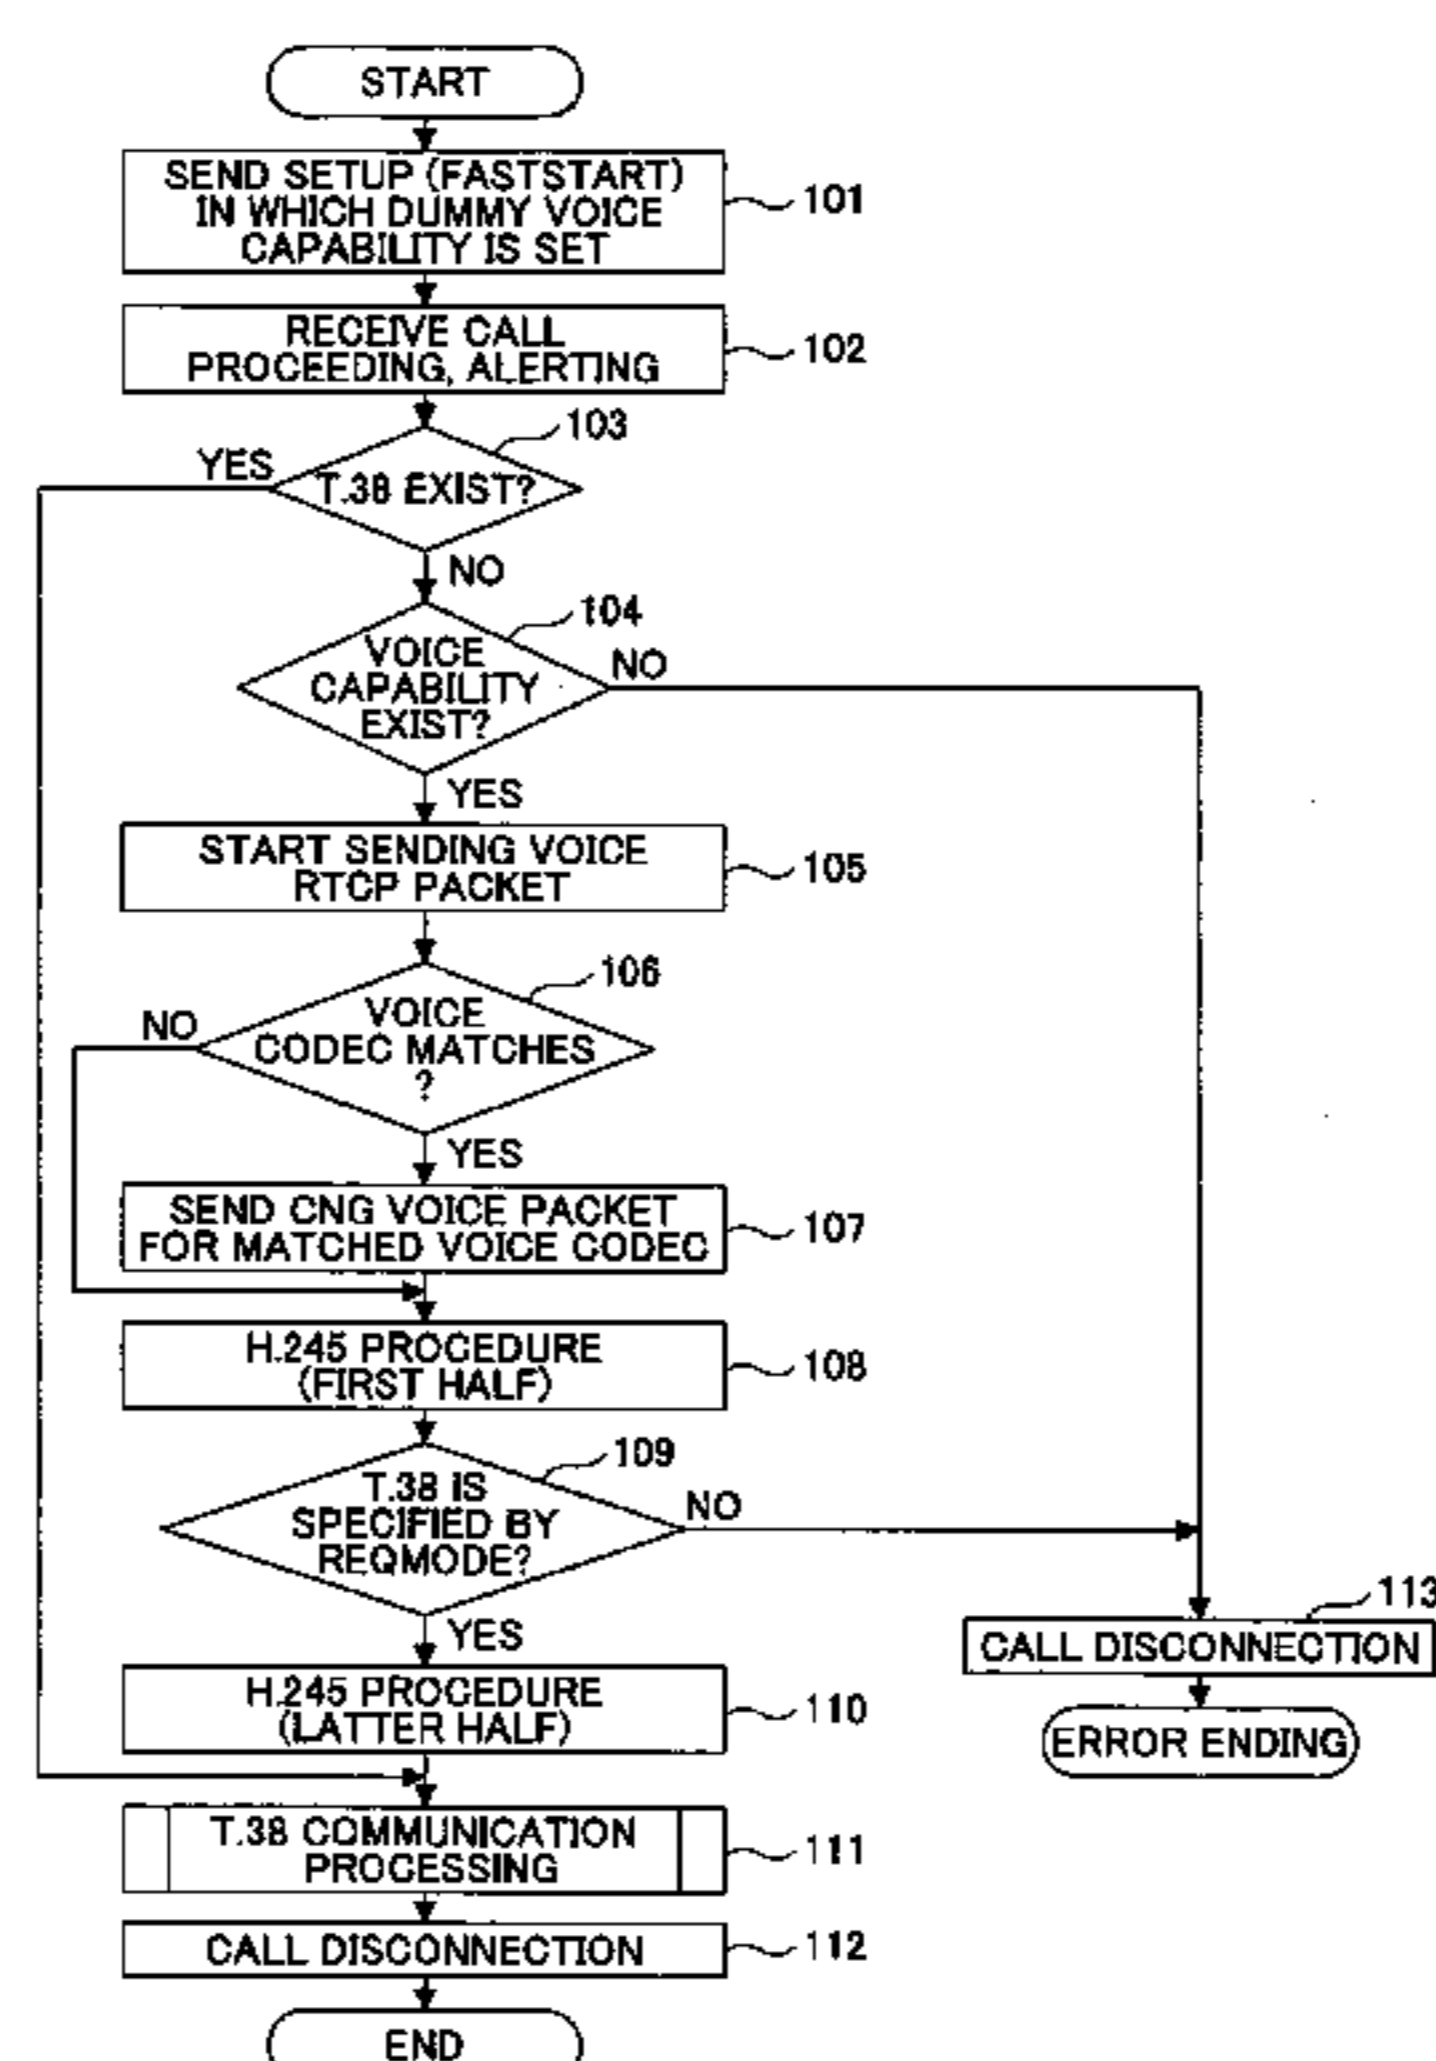 START
SEND SETUP (FASTSTART)
IN WHICH DUMMY VOICE
CAPABILITY IS SET
101
RECEIVE CALL
PROCEEDING, ALERTING
102
103
YES
T.38 EXIST?
NO
104
VOICE
CAPABILITY
EXIST?
NO
YES
START SENDING VOICE
RTCP PACKET
105
106
VOICE
CODEC MATCHES
?
NO
YES
SEND CNG VOICE PACKET
FOR MATCHED VOICE CODEC
107
H.245 PROCEDURE
(FIRST HALF)
108
109
T.38 IS
SPECIFIED BY
REQMODE?
NO
YES
113
CALL DISCONNECTION
H.245 PROCEDURE
(LATTER HALF)
110
ERROR ENDING
T.38 COMMUNICATION
PROCESSING
111
CALL DISCONNECTION
112
END